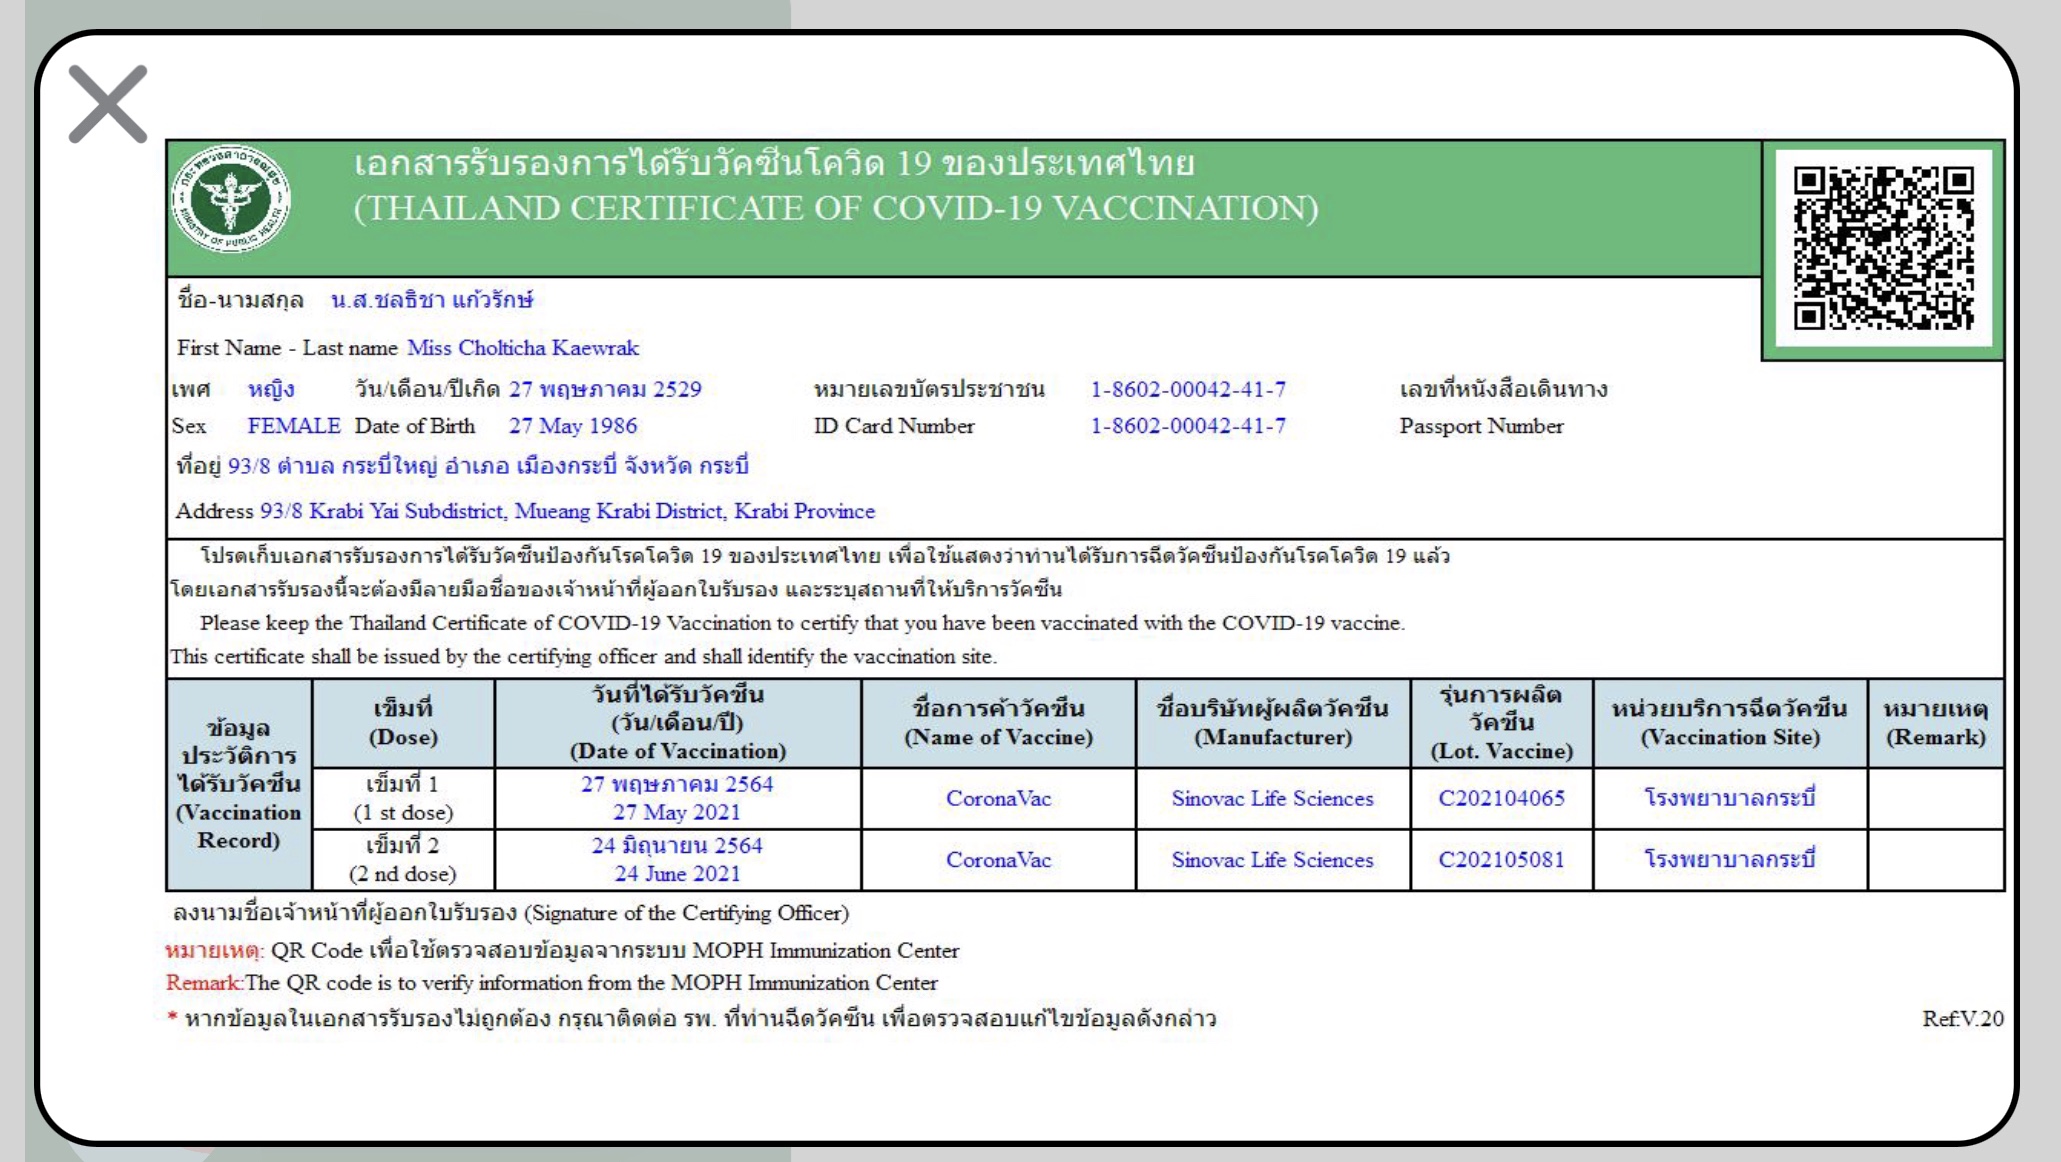 กระทรวงสาธารณสุข
MINISTRY OF PUBLIC HEALTH
เอกสารรับรองการได้รับวัคซีนโควิด 19 ของประเทศไทย
(THAILAND CERTIFICATE OF COVID-19 VACCINATION)
ชื่อ-นามสกุล น.ส.ชลธิชา แก้วรักษ์
First Name - Last name Miss Cholticha Kaewrak
เพศ หญิง วัน/เดือน/ปีเกิด 27 พฤษภาคม 2529 หมายเลขบัตรประชาชน 1-8602-00042-41-7 เลขที่หนังสือเดินทาง
Sex FEMALE Date of Birth 27 May 1986 ID Card Number 1-8602-00042-41-7 Passport Number
ที่อยู่ 93/8 ตำบล กระบี่ใหญ่ อำเภอ เมืองกระบี่ จังหวัด กระบี่
Address 93/8 Krabi Yai Subdistrict, Mueang Krabi District, Krabi Province
โปรดเก็บเอกสารรับรองการได้รับวัคซีนป้องกันโรคโควิด 19 ของประเทศไทย เพื่อใช้แสดงว่าท่านได้รับการฉีดวัคซีนป้องกันโรคโควิด 19 แล้ว
โดยเอกสารรับรองนี้จะต้องมีลายมือชื่อของเจ้าหน้าที่ผู้ออกใบรับรอง และระบุสถานที่ให้บริการวัคซีน
Please keep the Thailand Certificate of COVID-19 Vaccination to certify that you have been vaccinated with the COVID-19 vaccine.
This certificate shall be issued by the certifying officer and shall identify the vaccination site.
ข้อมูล
ประวัติการ
ได้รับวัคซีน
(Vaccination
Record)
เข็มที่
(Dose)
วันที่ได้รับวัคซีน
(วัน/เดือน/ปี)
(Date of Vaccination)
ชื่อการค้าวัคซีน
(Name of Vaccine)
ชื่อบริษัทผู้ผลิตวัคซีน
(Manufacturer)
รุ่นการผลิต
วัคซีน
(Lot. Vaccine)
หน่วยบริการฉีดวัคซีน
(Vaccination Site)
หมายเหตุ
(Remark)
เข็มที่ 1
(1 st dose)
27 พฤษภาคม 2564
27 May 2021
CoronaVac
Sinovac Life Sciences
C202104065
โรงพยาบาลกระบี่
เข็มที่ 2
(2 nd dose)
24 มิถุนายน 2564
24 June 2021
CoronaVac
Sinovac Life Sciences
C202105081
โรงพยาบาลกระบี่
ลงนามชื่อเจ้าหน้าที่ผู้ออกใบรับรอง (Signature of the Certifying Officer)
หมายเหตุ: QR Code เพื่อใช้ตรวจสอบข้อมูลจากระบบ MOPH Immunization Center
Remark:The QR code is to verify information from the MOPH Immunization Center
* หากข้อมูลในเอกสารรับรองไม่ถูกต้อง กรุณาติดต่อ รพ. ที่ท่านฉีดวัคซีน เพื่อตรวจสอบแก้ไขข้อมูลดังกล่าว
Ref:V.20